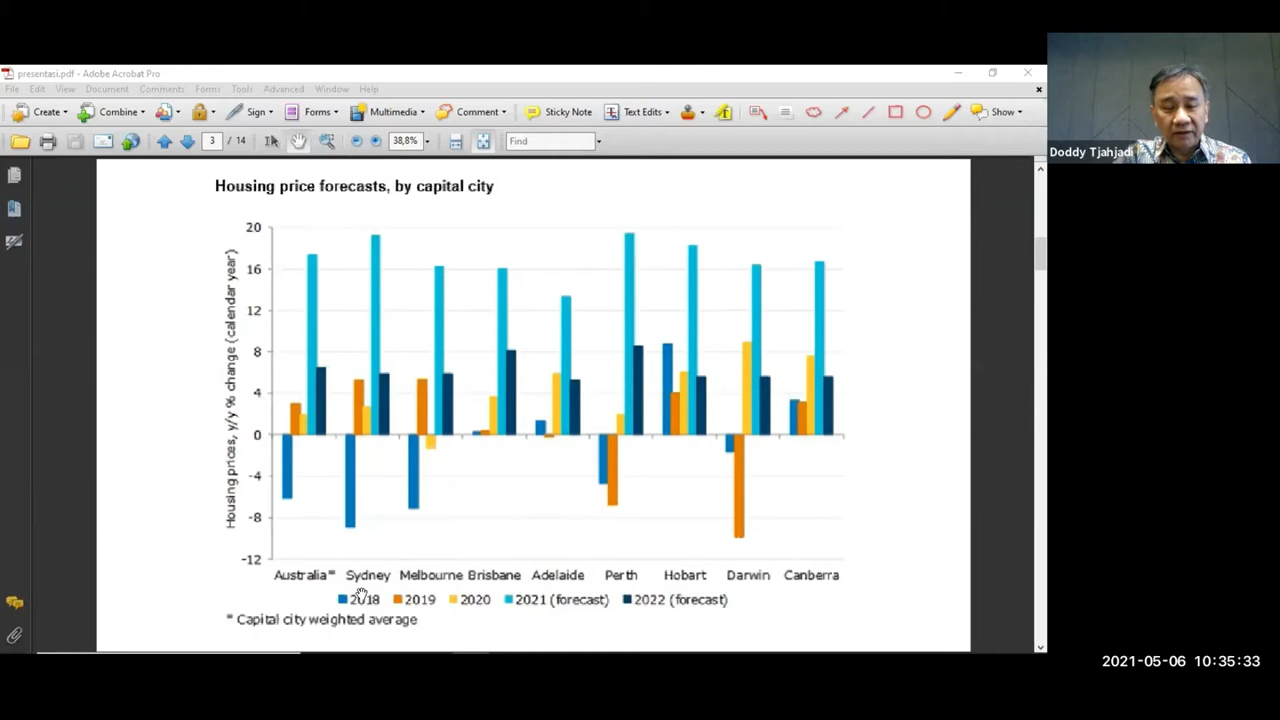 presentasi.pdf - Adobe Acrobat Pro
File Edit View Document Comments Forms Tools Advanced Window Help
Create Combine Sign Forms Multimedia Comment Sticky Note Text Edits Show
3 / 14 38,8% Find
Doddy Tjahjadi
Housing price forecasts, by capital city
Housing prices, y/y % change (calendar year)
20
16
12
8
4
0
-4
-8
-12
Australia* Sydney Melbourne Brisbane Adelaide Perth Hobart Darwin Canberra
2018 2019 2020 2021 (forecast) 2022 (forecast)
* Capital city weighted average
2021-05-06 10:35:33